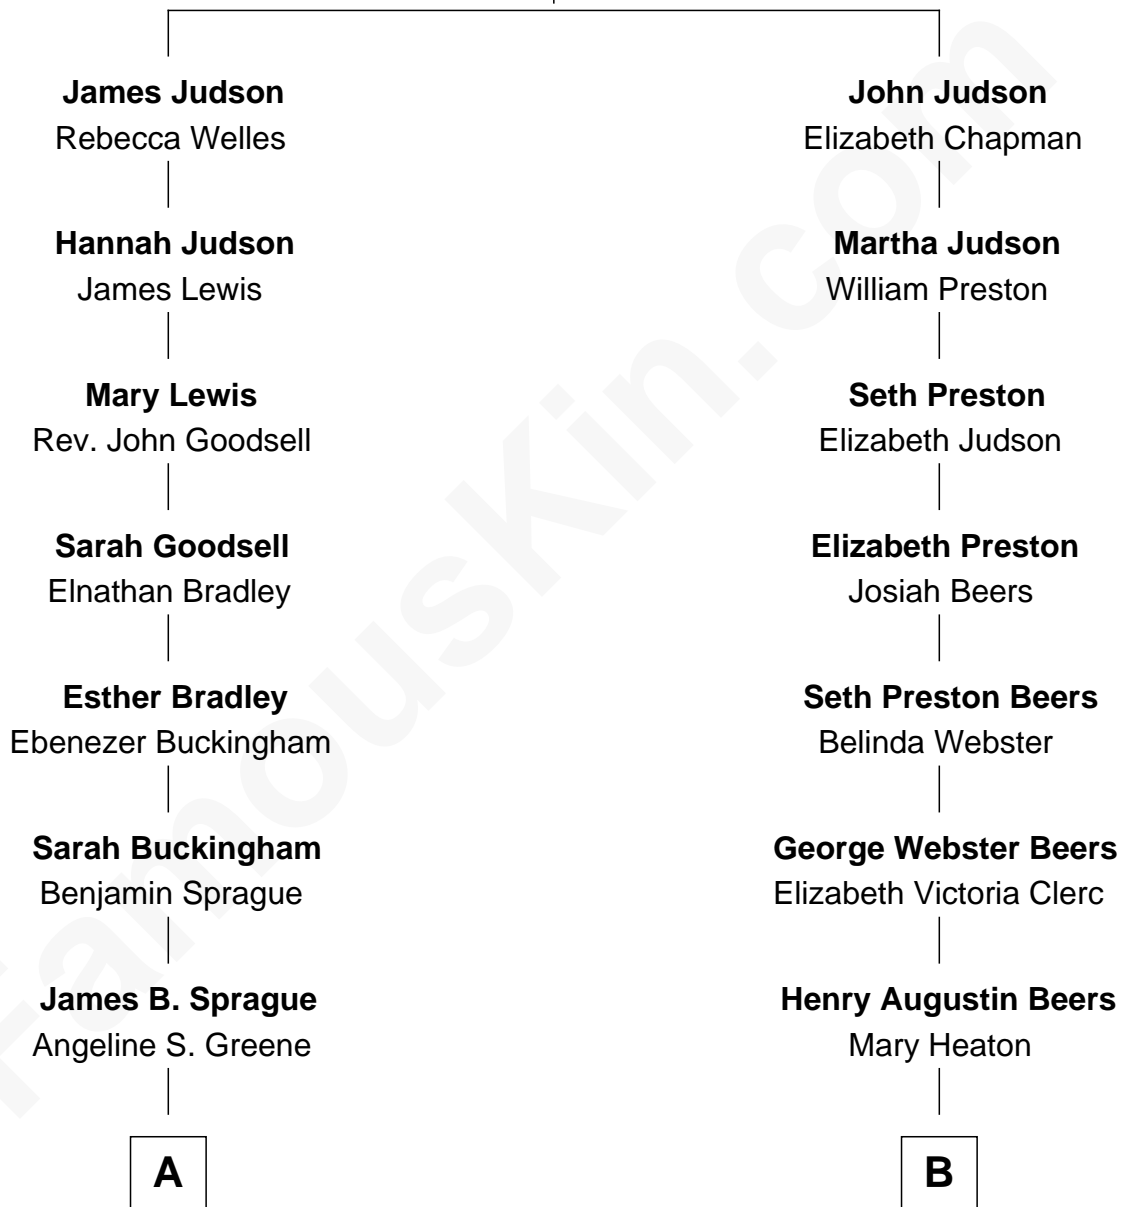 James Judson
Rebecca Welles
John Judson
Elizabeth Chapman
Hannah Judson
James Lewis
Martha Judson
William Preston
Mary Lewis
Rev. John Goodsell
Seth Preston
Elizabeth Judson
Sarah Goodsell
Elnathan Bradley
Elizabeth Preston
Josiah Beers
Esther Bradley
Ebenezer Buckingham
Seth Preston Beers
Belinda Webster
Sarah Buckingham
Benjamin Sprague
George Webster Beers
Elizabeth Victoria Clerc
James B. Sprague
Angeline S. Greene
Henry Augustin Beers
Mary Heaton
A
B
FamousKin.com